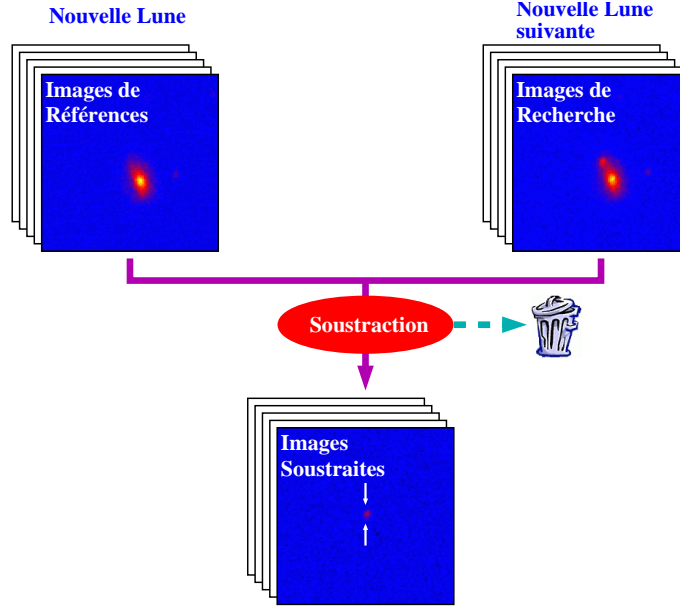 Nouvelle Lune
Nouvelle Lune
suivante
Images de
Références
Images de
Recherche
Soustraction
Images
Soustraites